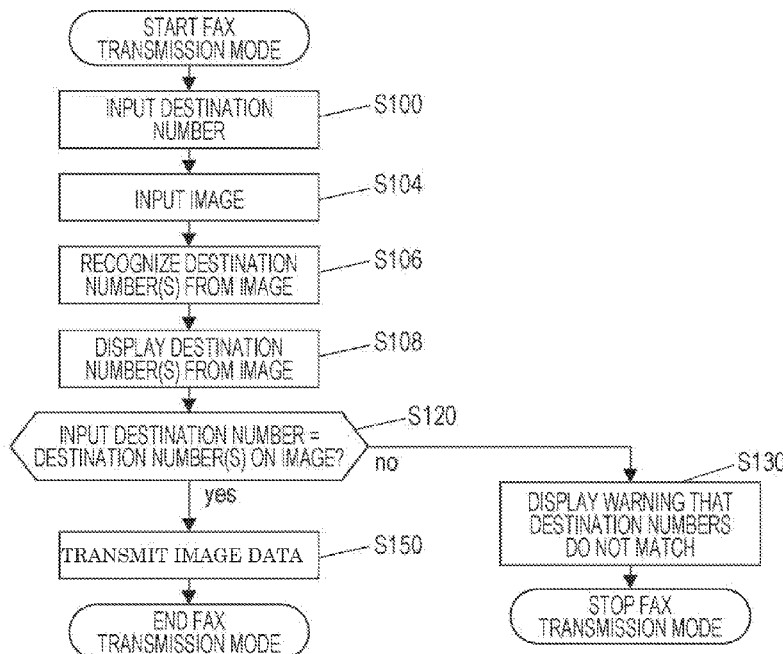 START FAX
TRANSMISSION MODE
INPUT DESTINATION
NUMBER
S100
INPUT IMAGE
S104
RECOGNIZE DESTINATION
NUMBER(S) FROM IMAGE
S106
DISPLAY DESTINATION
NUMBER(S) FROM IMAGE
S108
INPUT DESTINATION NUMBER =
DESTINATION NUMBER(S) ON IMAGE?
S120
no
yes
S130
DISPLAY WARNING THAT
DESTINATION NUMBERS
DO NOT MATCH
TRANSMIT IMAGE DATA
S150
END FAX
TRANSMISSION MODE
STOP FAX
TRANSMISSION MODE